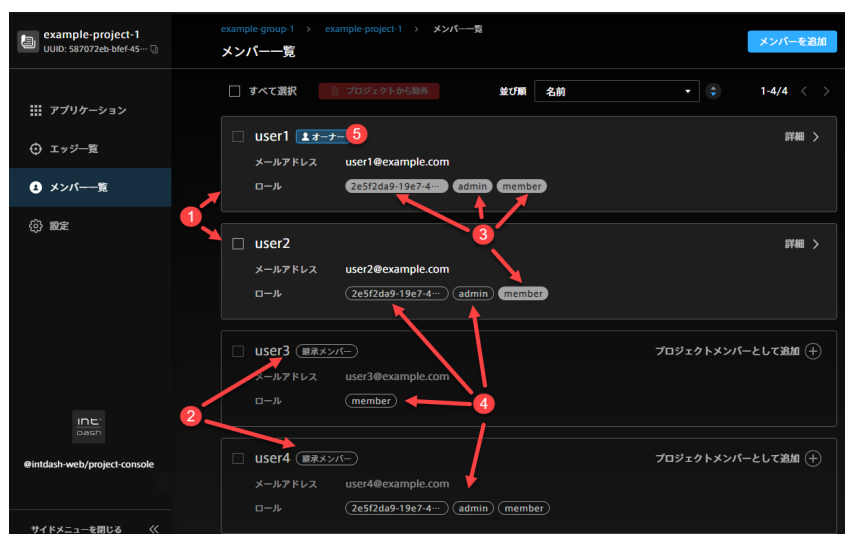 example-project-1
UUID: 587072eb-bfef-45…
アプリケーション
エッジ一覧
メンバー一覧
設定
intdash
@intdash-web/project-console
サイドメニューを閉じる
example-group-1 > example-project-1 > メンバー一覧
メンバー一覧
メンバーを追加
すべて選択 プロジェクトから除外 並び順 名前 1-4/4
user1 オーナー 5 詳細
メールアドレス user1@example.com
ロール 2e5f2da9-19e7-4… admin member
1
3
user2 詳細
メールアドレス user2@example.com
ロール 2e5f2da9-19e7-4… admin member
user3 継承メンバー プロジェクトメンバーとして追加
メールアドレス user3@example.com
ロール member
2
4
user4 継承メンバー プロジェクトメンバーとして追加
メールアドレス user4@example.com
ロール 2e5f2da9-19e7-4… admin member